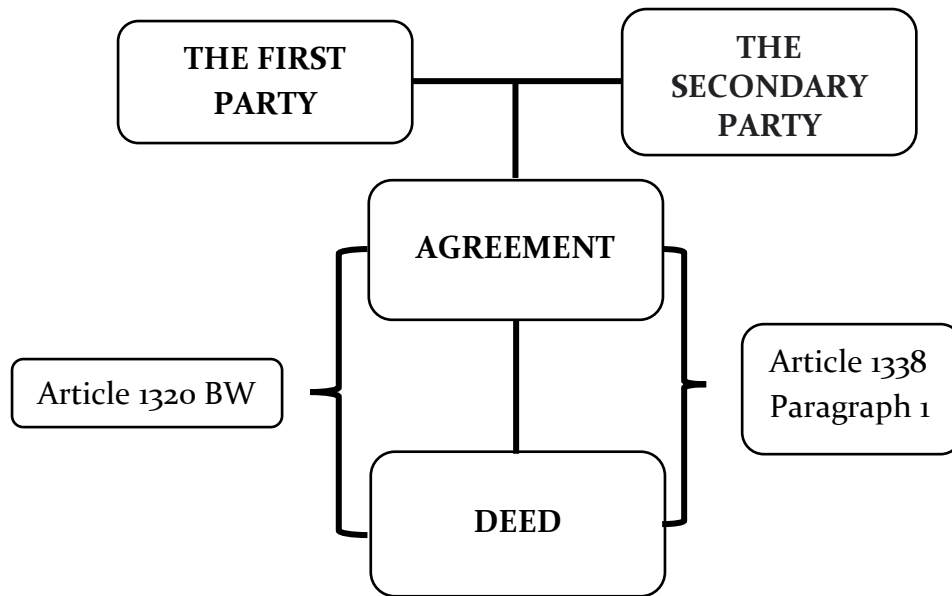 THE FIRST
PARTY
THE
SECONDARY
PARTY
AGREEMENT
Article 1320 BW
Article 1338
Paragraph 1
DEED